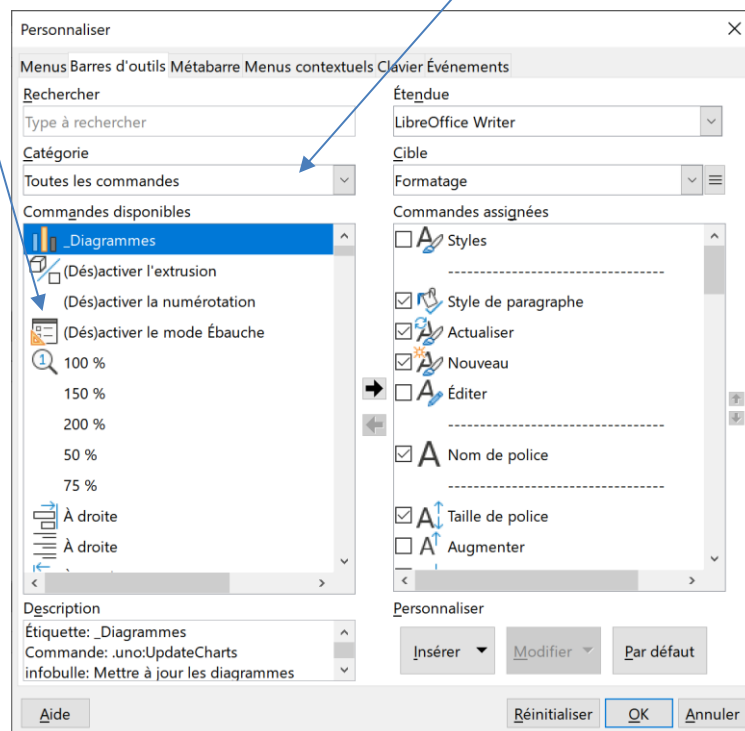 Personnaliser
Menus Barres d'outils Métabarre Menus contextuels Clavier Événements
Rechercher
Type à rechercher
Catégorie
Toutes les commandes
Commandes disponibles
_Diagrammes
(Dés)activer l'extrusion
(Dés)activer la numérotation
(Dés)activer le mode Ébauche
100 %
150 %
200 %
50 %
75 %
À droite
À droite
Description
Étiquette: _Diagrammes
Commande: .uno:UpdateCharts
infobulle: Mettre à jour les diagrammes
Étendue
LibreOffice Writer
Cible
Formatage
Commandes assignées
Styles
----------------------------------
Style de paragraphe
Actualiser
Nouveau
Éditer
----------------------------------
Nom de police
----------------------------------
Taille de police
Augmenter
Personnaliser
Insérer Modifier Par défaut
Aide Réinitialiser OK Annuler